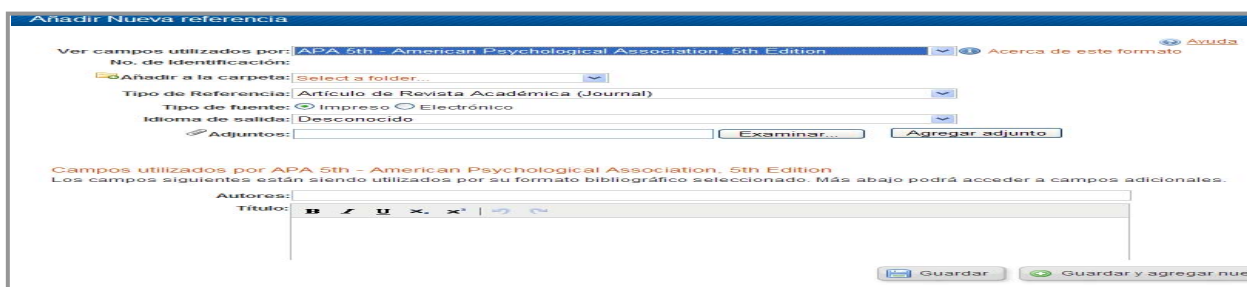 Añadir Nueva referencia
Ayuda
Ver campos utilizados por: APA 5th - American Psychological Association, 5th Edition Acerca de este formato
No. de Identificación:
Añadir a la carpeta: Select a folder...
Tipo de Referencia: Artículo de Revista Académica (Journal)
Tipo de fuente: Impreso Electrónico
Idioma de salida: Desconocido
Adjuntos: Examinar... Agregar adjunto
Campos utilizados por APA 5th - American Psychological Association, 5th Edition
Los campos siguientes están siendo utilizados por su formato bibliográfico seleccionado. Más abajo podrá acceder a campos adicionales.
Autores:
Título: B I U X₂ X²
Guardar Guardar y agregar nue